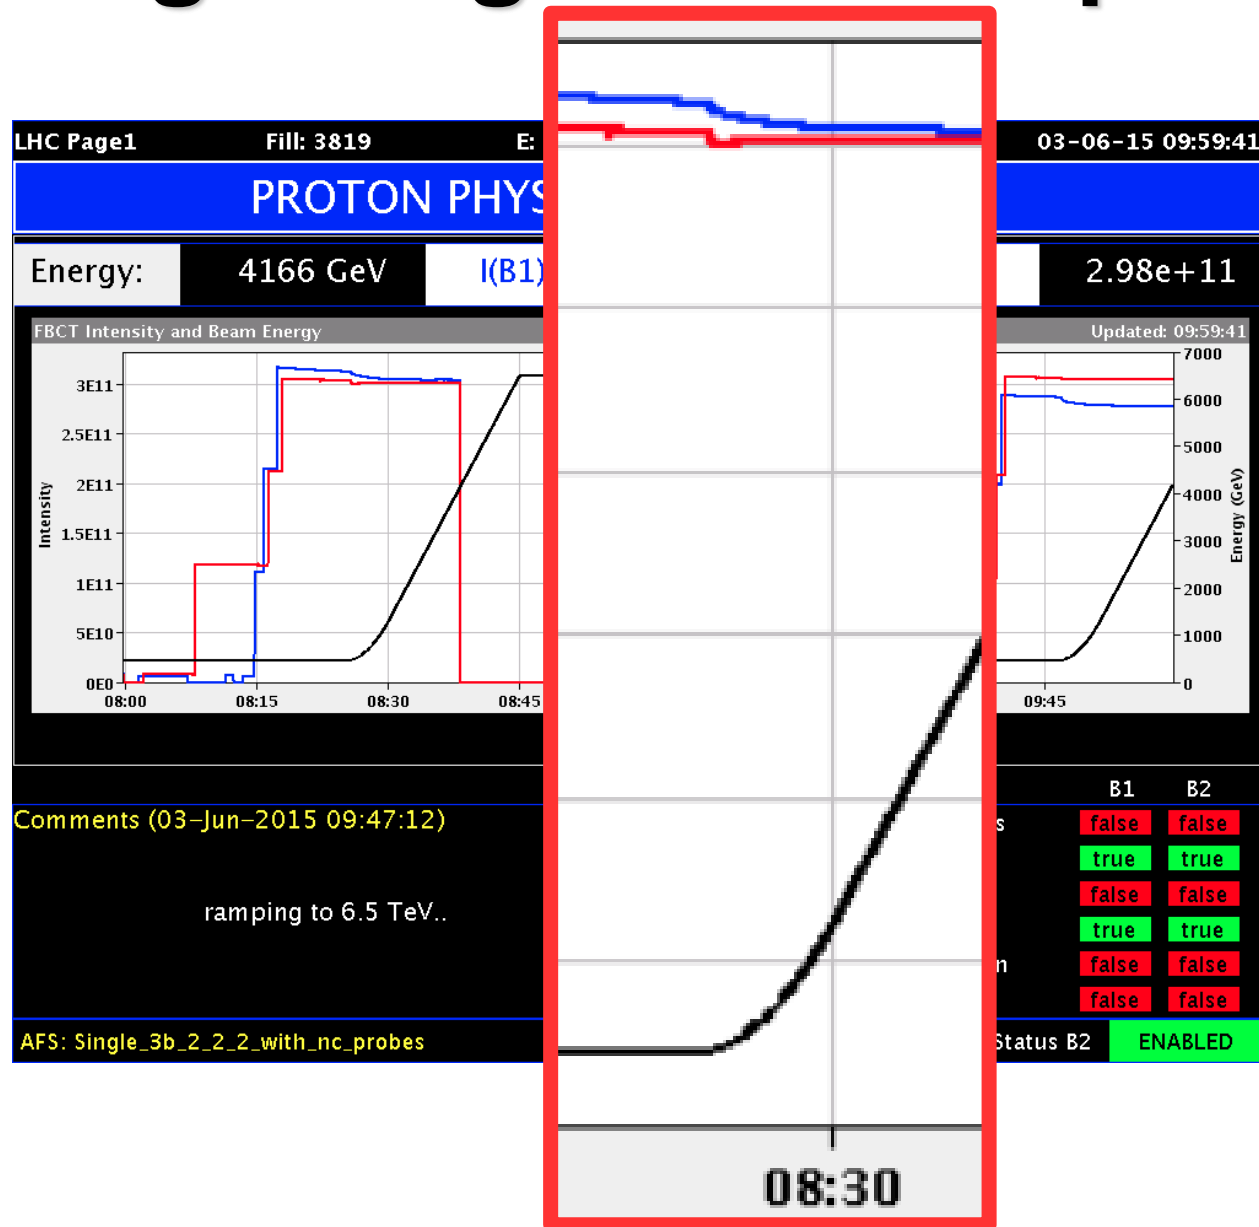 LHC Page1 Fill: 3819 E: 03-06-15 09:59:41
PROTON PHYS
Energy: 4166 GeV I(B1) 2.98e+11
FBCT Intensity and Beam Energy Updated: 09:59:41
3E11
2.5E11
2E11
1.5E11
1E11
5E10
0E0
Intensity
08:00 08:15 08:30 08:45 09:45
7000
6000
5000
4000
3000
2000
1000
0
Energy (GeV)
B1 B2
Comments (03-Jun-2015 09:47:12)
s false false
true true
false false
ramping to 6.5 TeV..
true true
n false false
false false
AFS: Single_3b_2_2_2_with_nc_probes Status B2 ENABLED
08:30